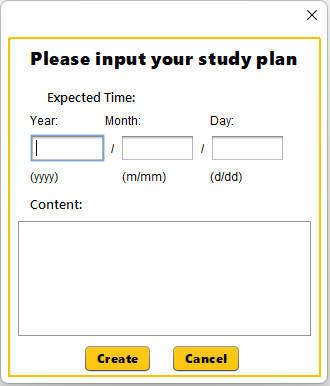 Please input your study plan
Expected Time:
Year: Month: Day:
/ /
(yyyy) (m/mm) (d/dd)
Content:
Create Cancel